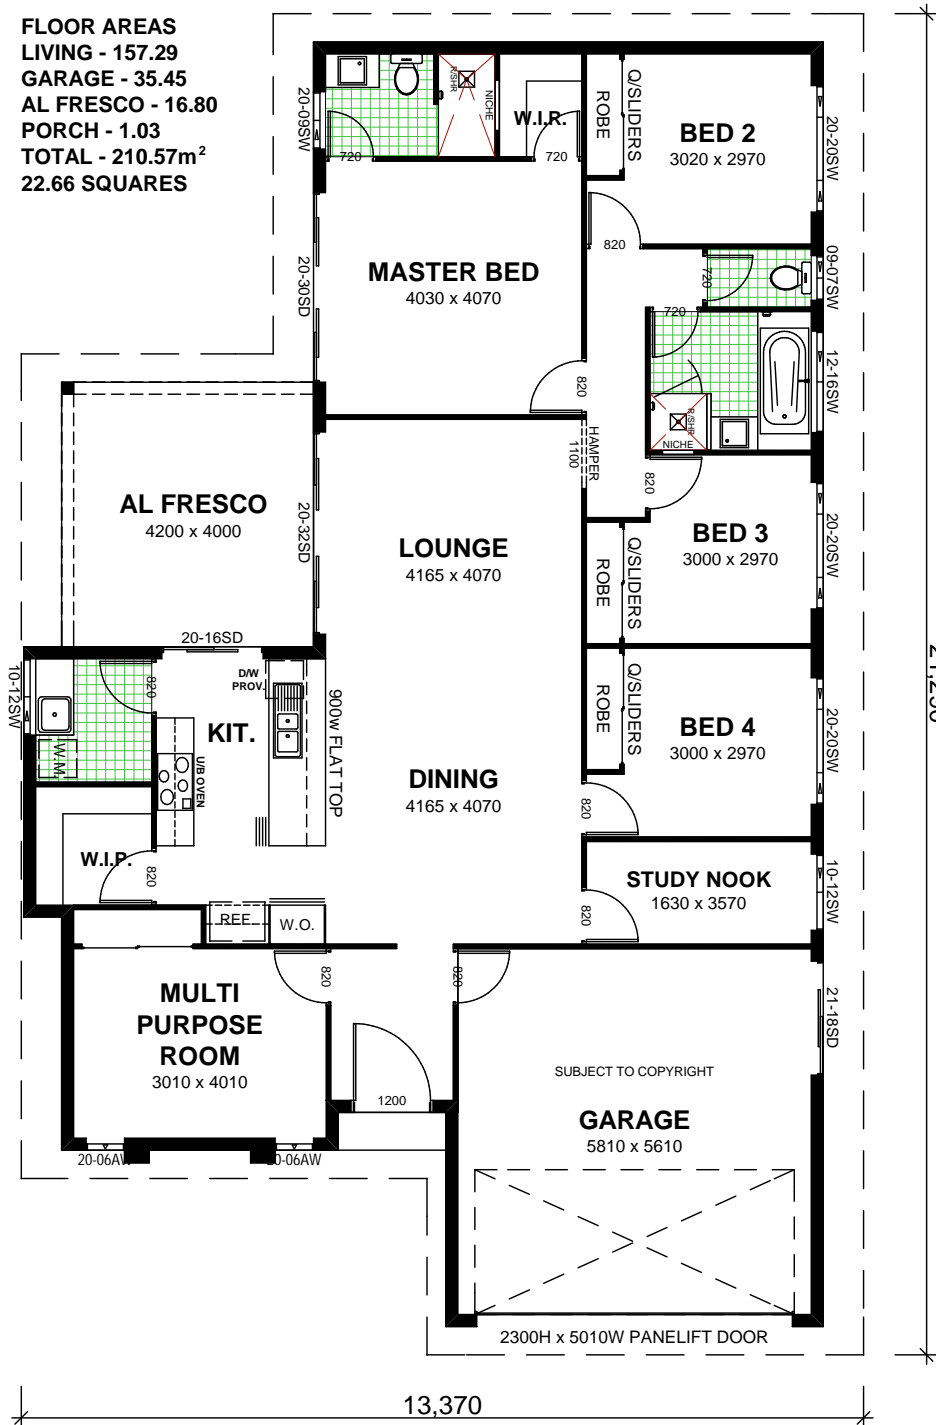 FLOOR AREAS
LIVING - 157.29
GARAGE - 35.45
AL FRESCO - 16.80
PORCH - 1.03
TOTAL - 210.57m²
22.66 SQUARES
20-09SW
720
R/SHR
NICHE
W.I.R.
720
ROBE
Q/SLIDERS
BED 2
3020 x 2970
20-20SW
820
MASTER BED
4030 x 4070
20-30SD
720
09-07SW
720
12-16SW
820
R/SHR
NICHE
HAMPER
1100
AL FRESCO
4200 x 4000
20-32SD
LOUNGE
4165 x 4070
820
BED 3
3000 x 2970
ROBE
Q/SLIDERS
20-20SW
20-16SD
10-12SW
820
D/W
PROV.
KIT.
900w FLAT TOP
W.M.
U/B OVEN
DINING
4165 x 4070
ROBE
Q/SLIDERS
BED 4
3000 x 2970
20-20SW
820
W.I.P.
820
STUDY NOOK
1630 x 3570
10-12SW
820
REF.
W.O.
MULTI
PURPOSE
ROOM
3010 x 4010
820
820
21-18SD
1200
SUBJECT TO COPYRIGHT
GARAGE
5810 x 5610
20-06AW
20-06AW
2300H x 5010W PANELIFT DOOR
13,370